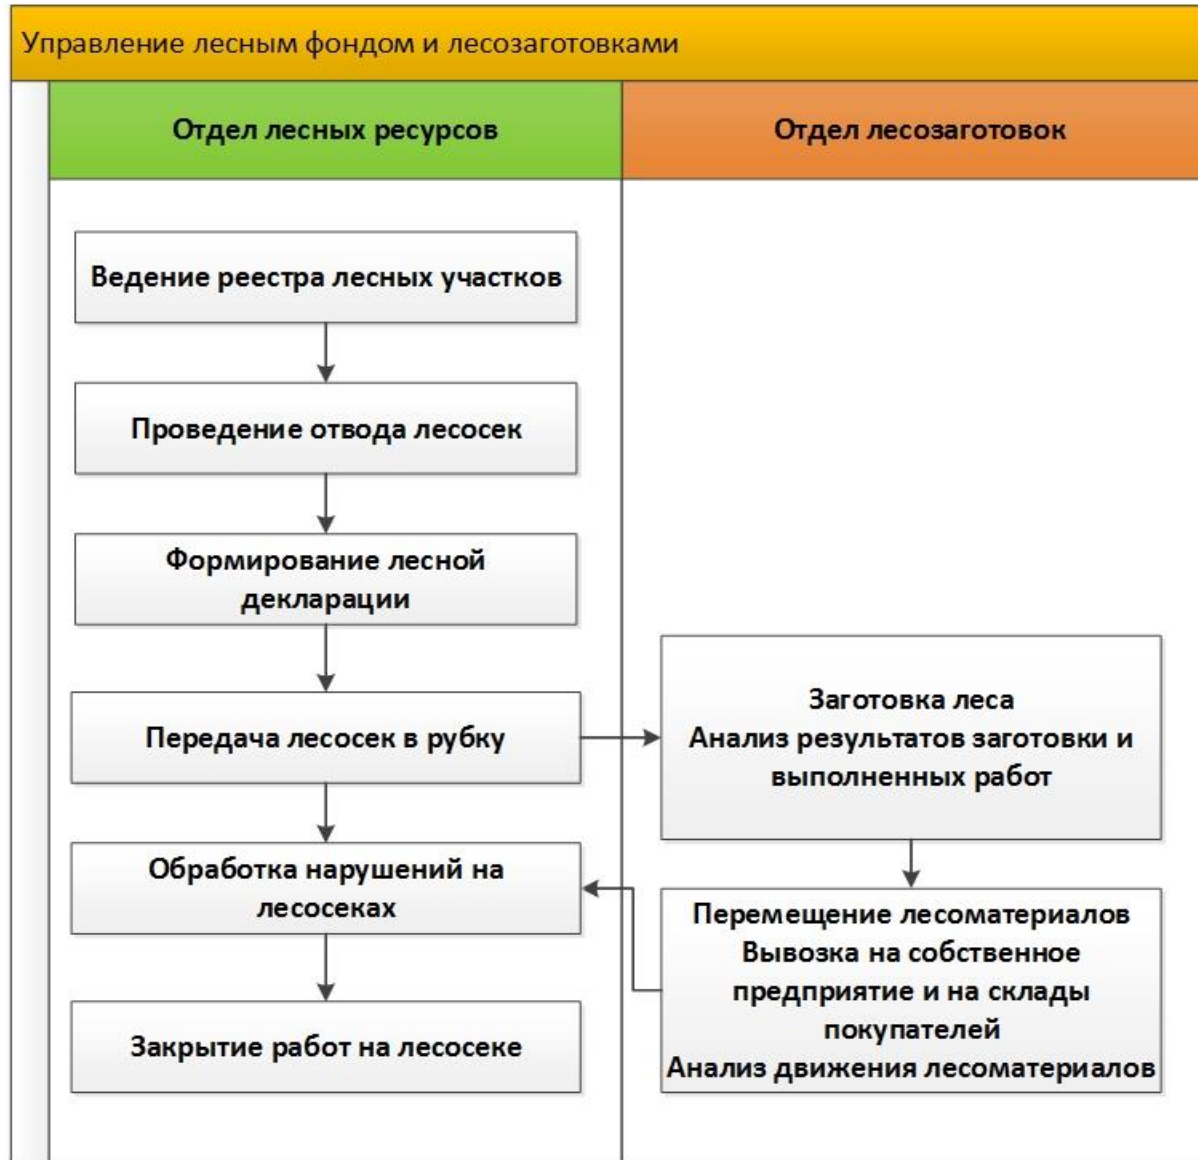 Управление лесным фондом и лесозаготовками
Отдел лесных ресурсов
Отдел лесозаготовок
Ведение реестра лесных участков
Проведение отвода лесосек
Формирование лесной
декларации
Передача лесосек в рубку
Заготовка леса
Анализ результатов заготовки и
выполненных работ
Обработка нарушений на
лесосеках
Перемещение лесоматериалов
Вывозка на собственное
предприятие и на склады
покупателей
Анализ движения лесоматериалов
Закрытие работ на лесосеке